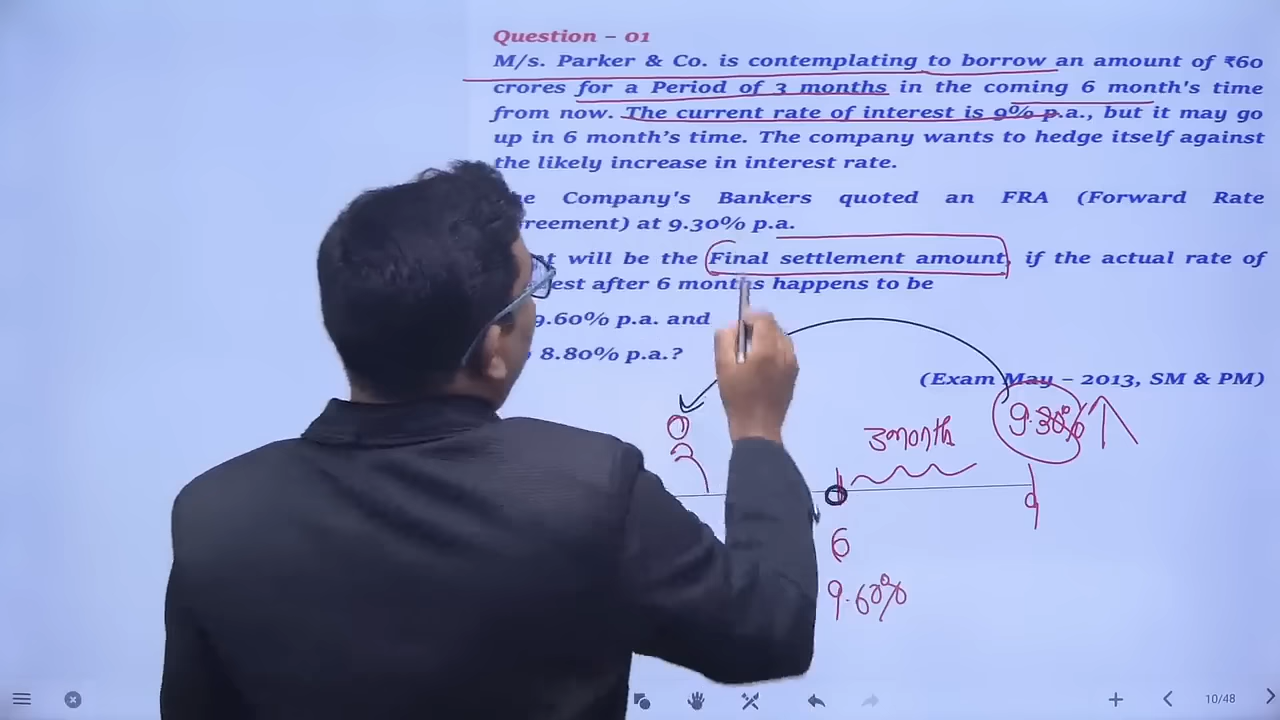 Question – 01
M/s. Parker & Co. is contemplating to borrow an amount of ₹60
crores for a Period of 3 months in the coming 6 month's time
from now. The current rate of interest is 9% p.a., but it may go
up in 6 month's time. The company wants to hedge itself against
the likely increase in interest rate.
Company's Bankers quoted an FRA (Forward Rate
at 9.30% p.a.
will be the Final settlement amount, if the actual rate of
after 6 months happens to be
9.60% p.a. and
8.80% p.a.?
(Exam May – 2013, SM & PM)
9.30%
3month
6
9
9.60%
10/48